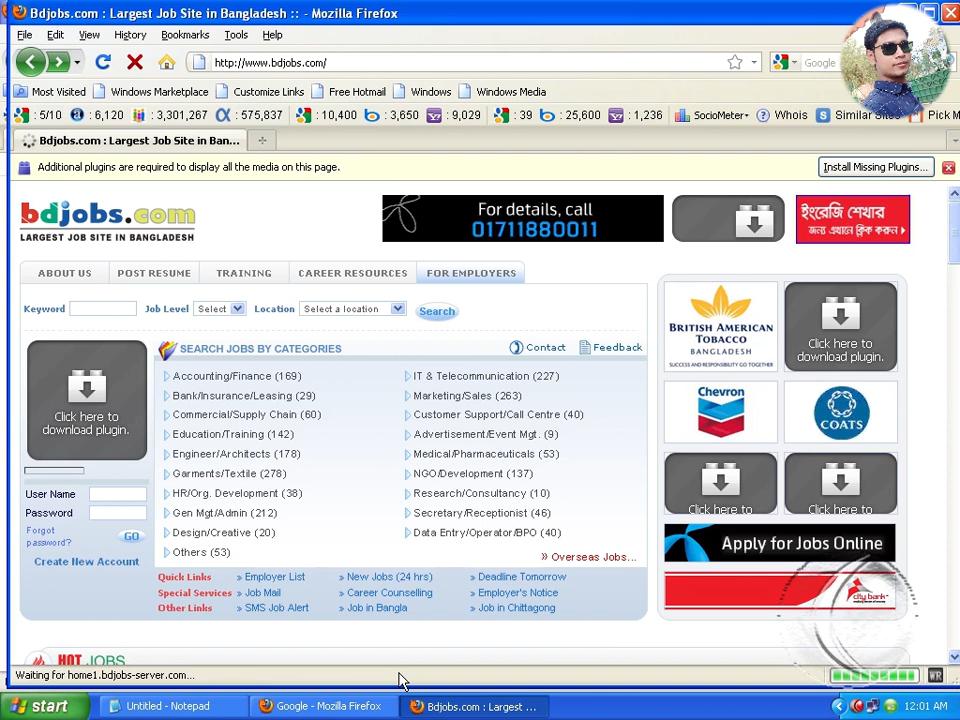 Bdjobs.com : Largest Job Site in Bangladesh :: - Mozilla Firefox
File Edit View History Bookmarks Tools Help
http://www.bdjobs.com/
Google
Most Visited Windows Marketplace Customize Links Free Hotmail Windows Windows Media
:5/10 :6,120 :3,301,267 :575,837 :10,400 :3,650 :9,029 :39 :25,600 :1,236 SocioMeter Whois Similar Sites Pick M
Bdjobs.com : Largest Job Site in Ban...
Additional plugins are required to display all the media on this page.
Install Missing Plugins...
bdjobs.com
LARGEST JOB SITE IN BANGLADESH
For details, call
01711880011
ইংরেজি শেখার
জন্য এখানে ক্লিক করুন
ABOUT US POST RESUME TRAINING CAREER RESOURCES FOR EMPLOYERS
Keyword Job Level Select Location Select a location Search
SEARCH JOBS BY CATEGORIES Contact Feedback
Click here to
download plugin.
Accounting/Finance (169)
Bank/Insurance/Leasing (29)
Commercial/Supply Chain (60)
Education/Training (142)
Engineer/Architects (178)
Garments/Textile (278)
HR/Org. Development (38)
Gen Mgt/Admin (212)
Design/Creative (20)
Others (53)
IT & Telecommunication (227)
Marketing/Sales (263)
Customer Support/Call Centre (40)
Advertisement/Event Mgt. (9)
Medical/Pharmaceuticals (53)
NGO/Development (137)
Research/Consultancy (10)
Secretary/Receptionist (46)
Data Entry/Operator/BPO (40)
» Overseas Jobs...
User Name
Password
Forgot
password?
GO
Create New Account
Quick Links » Employer List » New Jobs (24 hrs) » Deadline Tomorrow
Special Services » Job Mail » Career Counselling » Employer's Notice
Other Links » SMS Job Alert » Job in Bangla » Job in Chittagong
BRITISH AMERICAN
TOBACCO
BANGLADESH
SUCCESS AND RESPONSIBILITY GO TOGETHER
Click here to
download plugin.
Chevron
COATS
Click here to
Click here to
Apply for Jobs Online
city bank
HOT JOBS
Waiting for home1.bdjobs-server.com...
WR
start Untitled - Notepad Google - Mozilla Firefox Bdjobs.com : Largest ... 12:01 AM